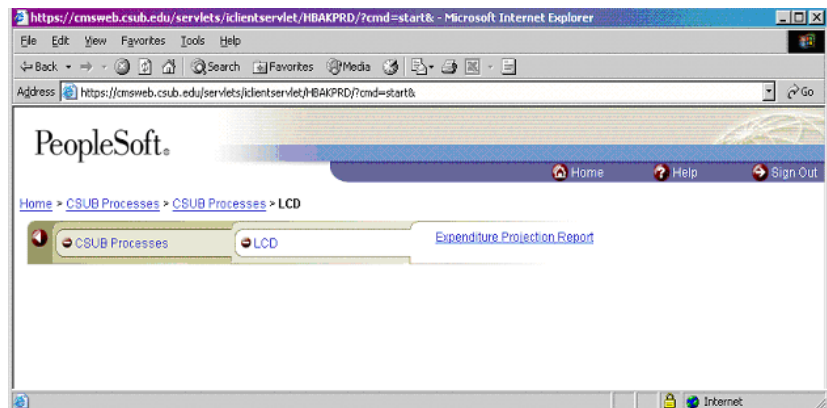 https://cmsweb.csub.edu/servlets/iclientservlet/HBAKPRD/?cmd=start& - Microsoft Internet Explorer
File Edit View Favorites Tools Help
Back Search Favorites Media
Address https://cmsweb.csub.edu/servlets/iclientservlet/HBAKPRD/?cmd=start& Go
PeopleSoft®
Home Help Sign Out
Home > CSUB Processes > CSUB Processes > LCD
CSUB Processes LCD Expenditure Projection Report
Internet